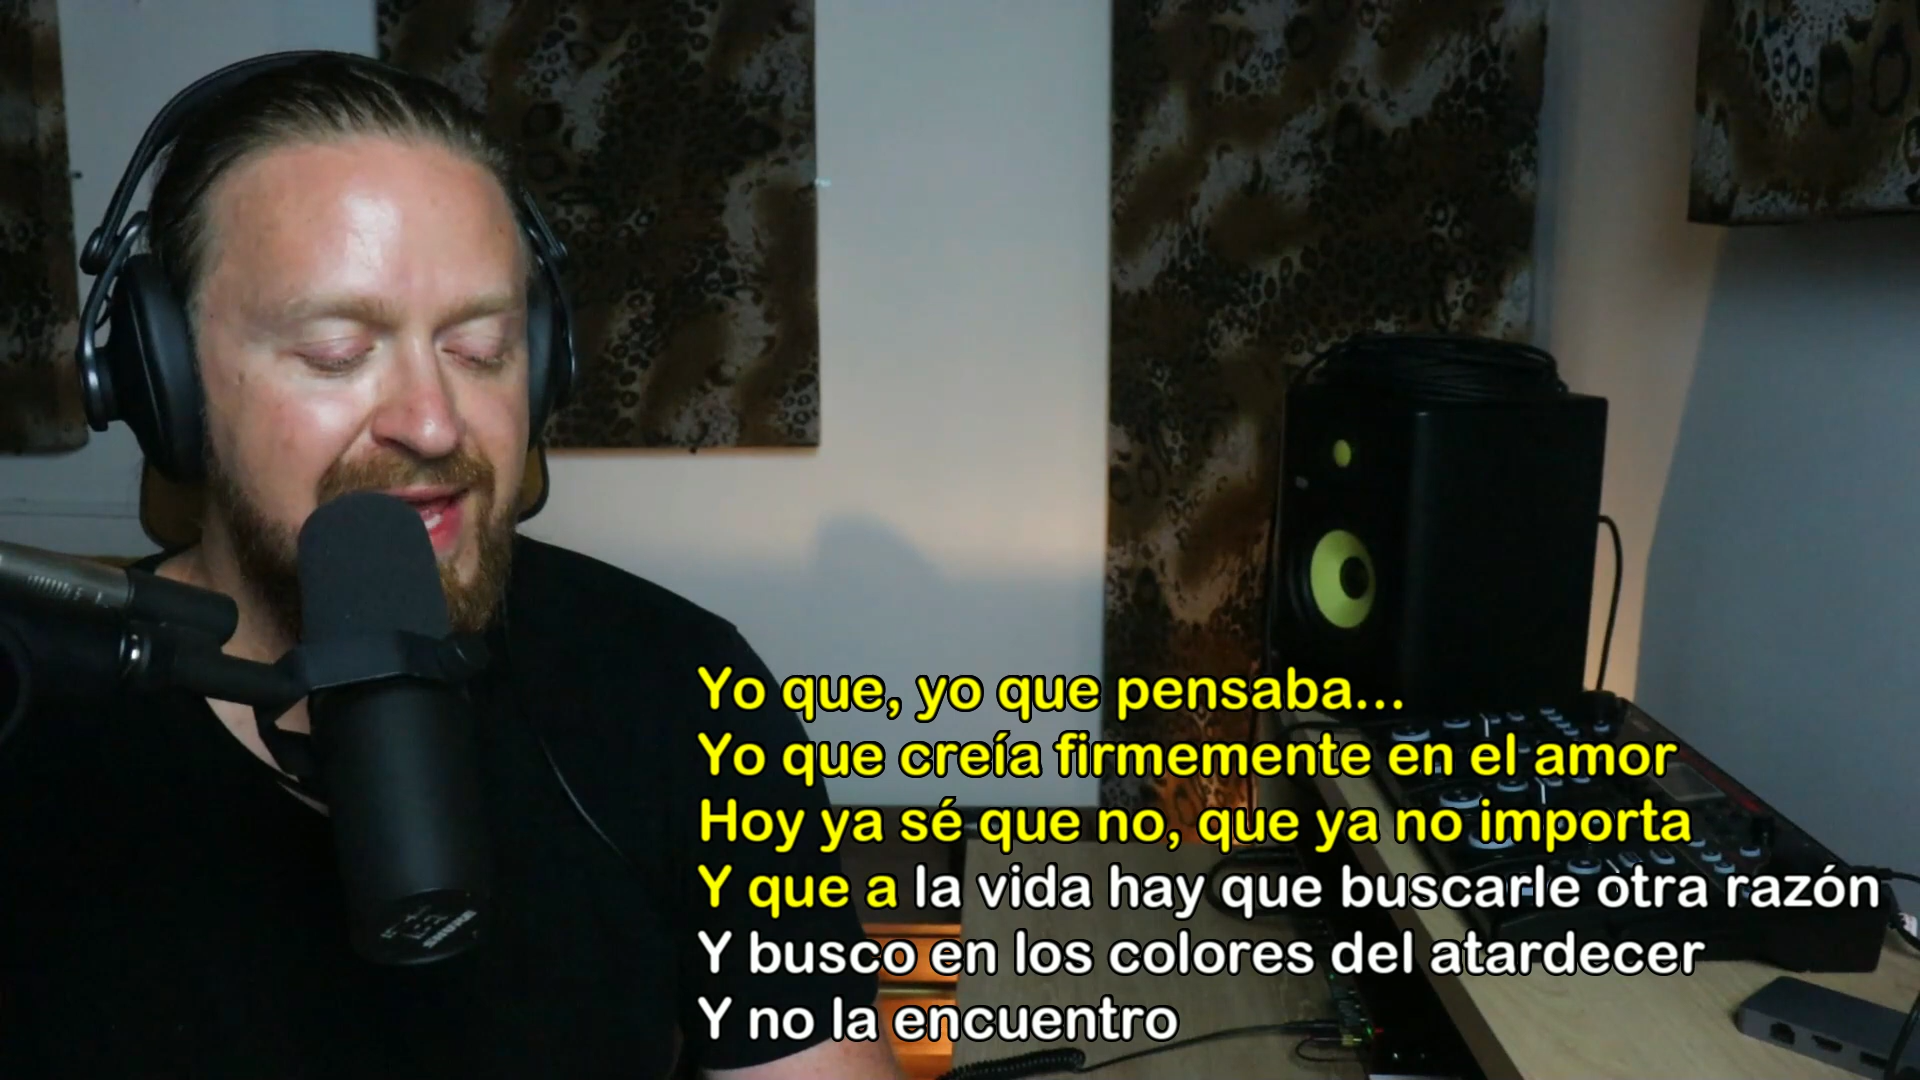 Yo que, yo que pensaba...
Yo que creía firmemente en el amor
Hoy ya sé que no, que ya no importa
Y que a la vida hay que buscarle otra razón
Y busco en los colores del atardecer
Y no la encuentro